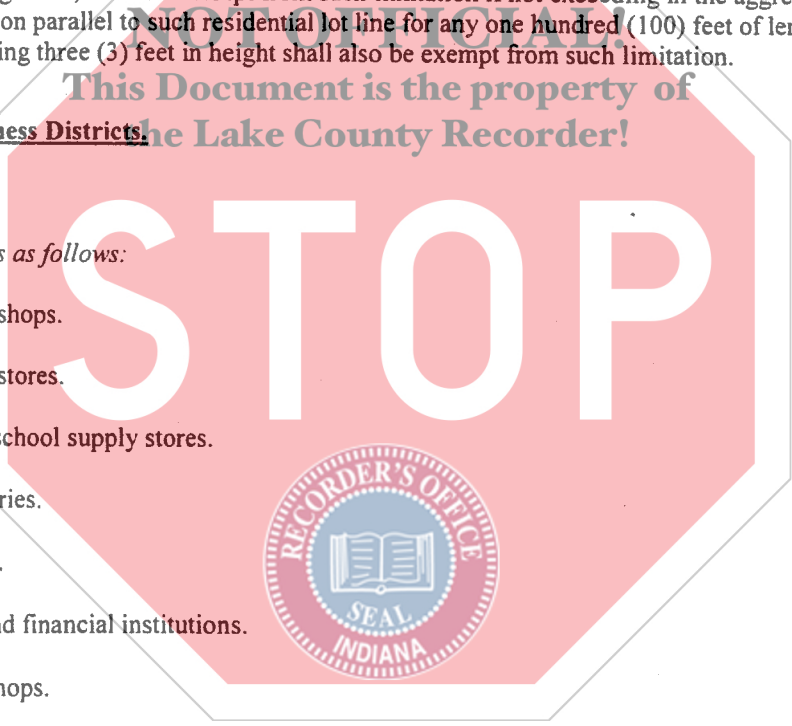 on parallel to such residential lot line for any one hundred (100) feet of
ing three (3) feet in height shall also be exempt from such limitation.
NOT OFFICIAL!
This Document is the property of
the Lake County Recorder!
ness Districts.
STOP
s as follows:
shops.
stores.
school supply stores.
ries.
nd financial institutions.
hops.
RECORDER'S OFFICE
SEAL
INDIANA